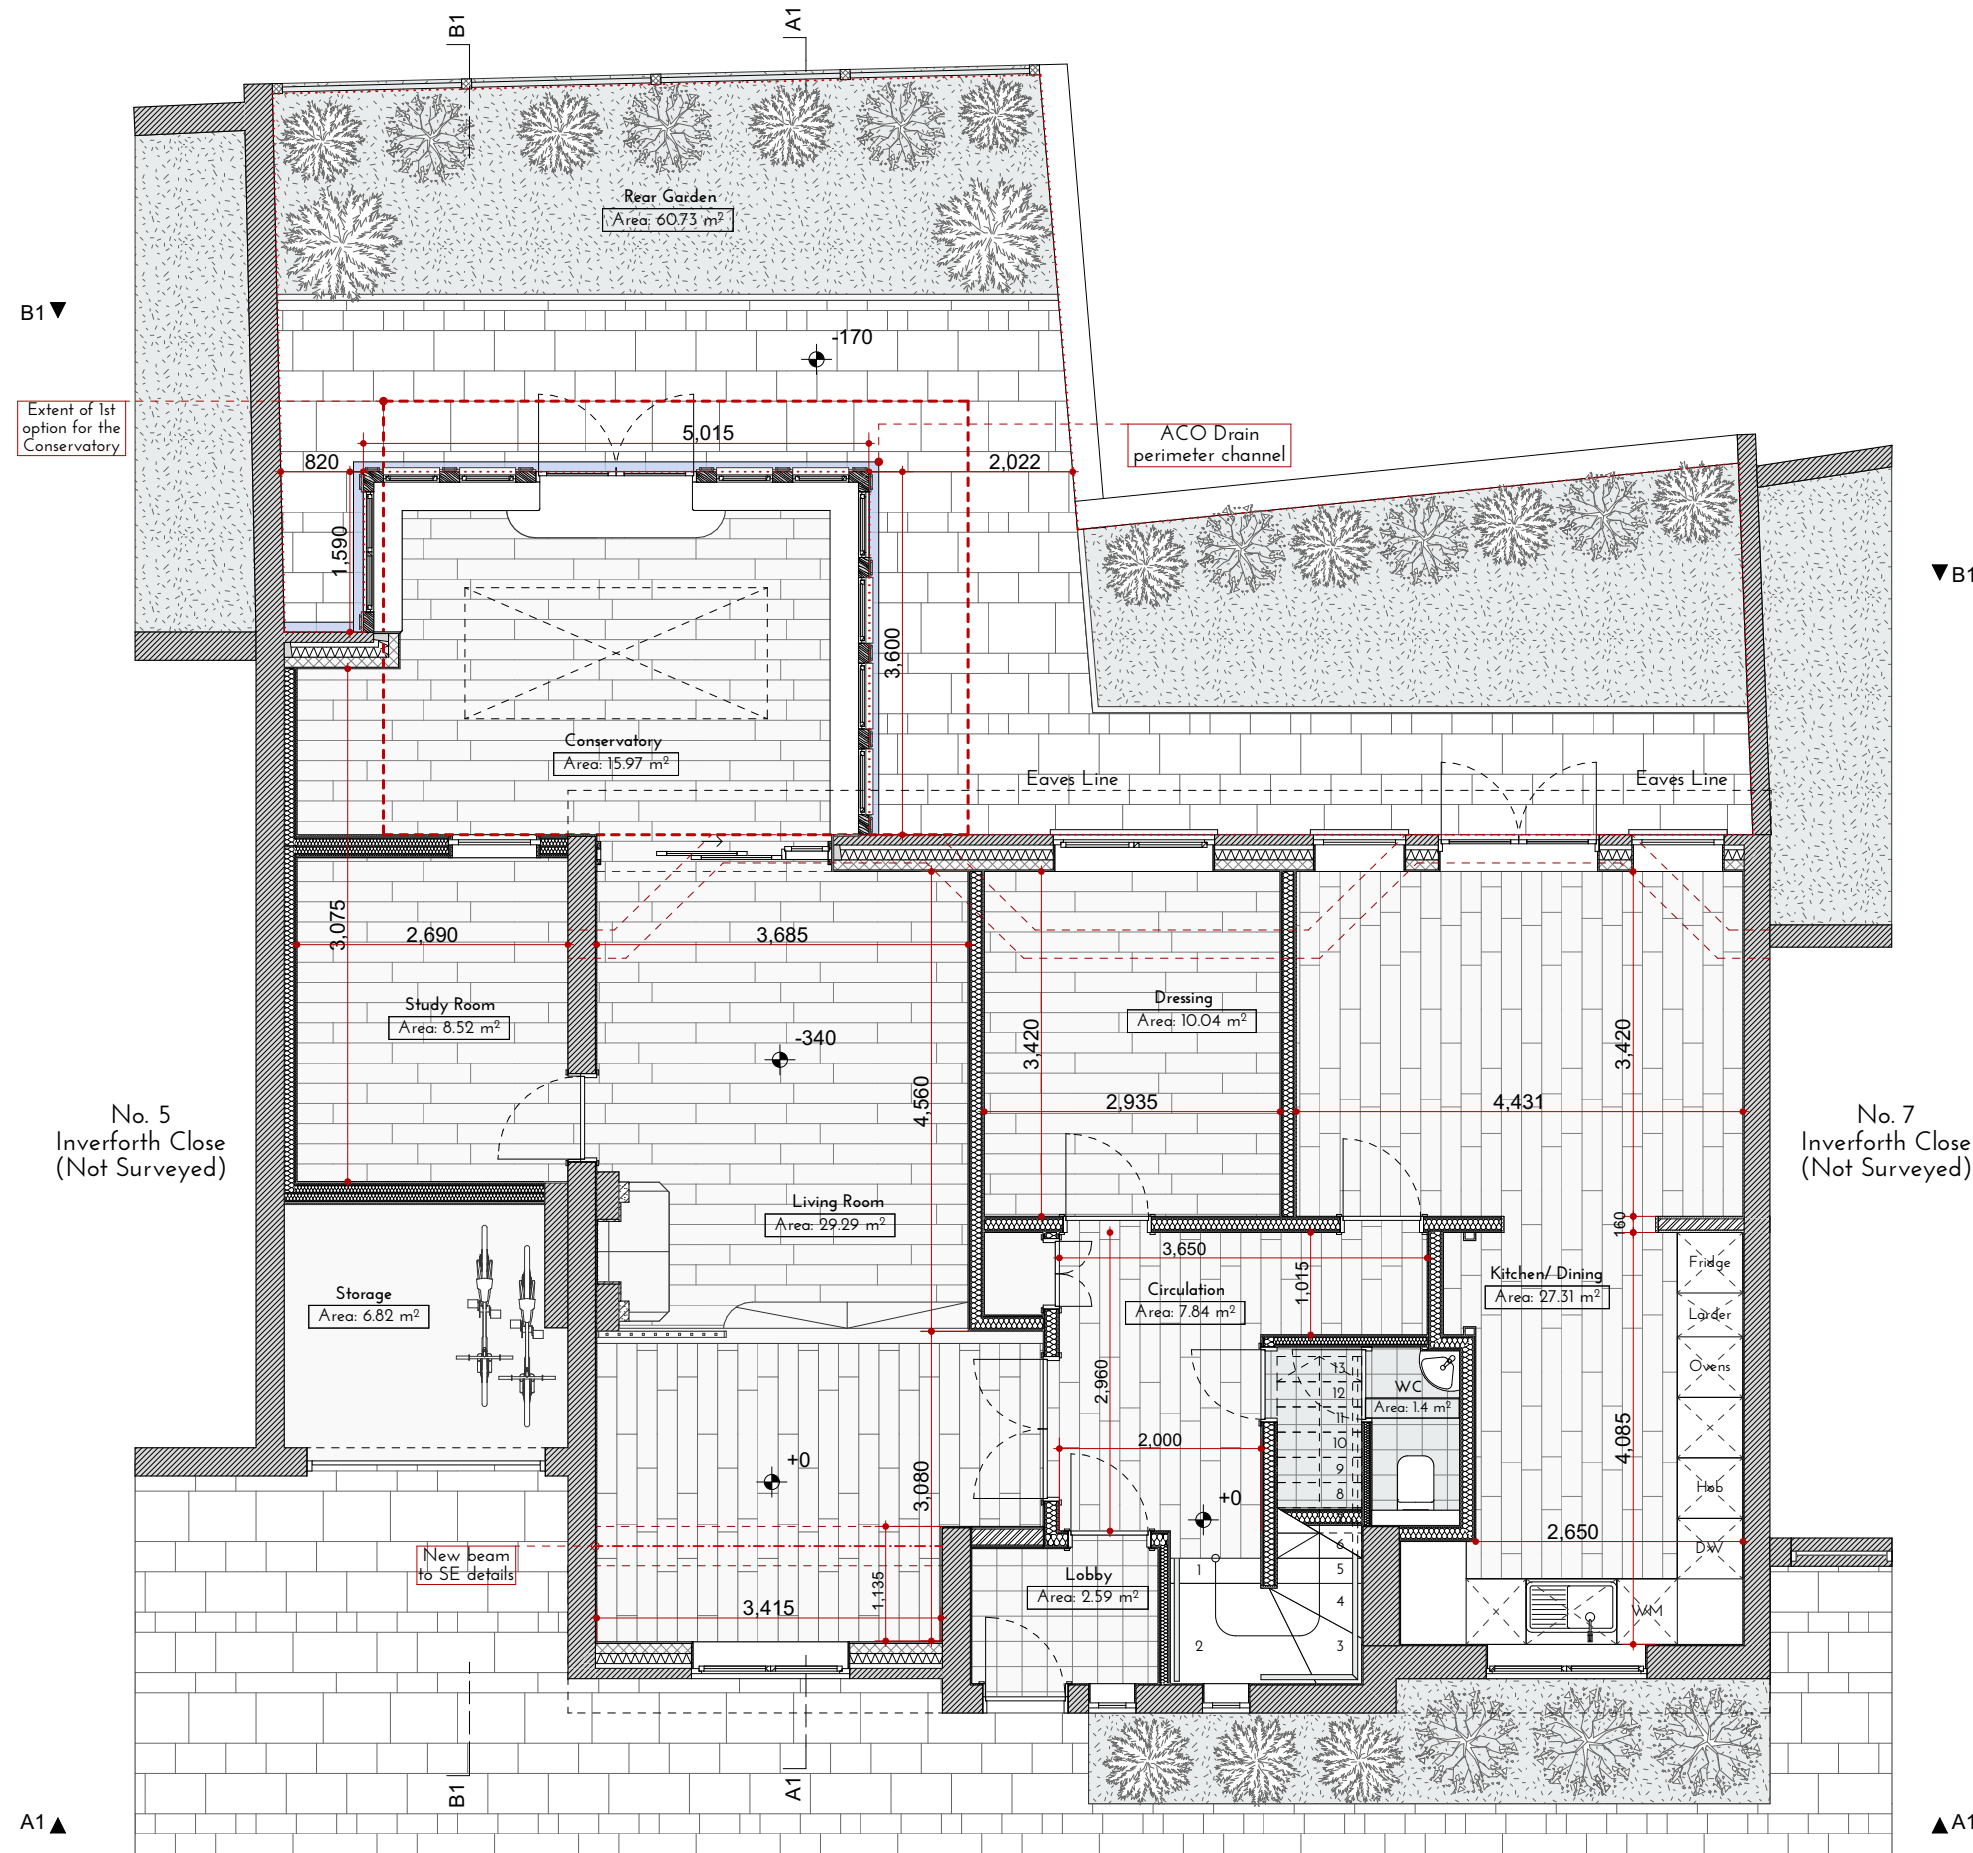 B1
A1
Rear Garden
Area: 60.73 m²
B1
-170
Extent of 1st
option for the
Conservatory
5,015
ACO Drain
perimeter channel
820
2,022
1,590
B1
3,600
Conservatory
Area: 15.97 m²
Eaves Line
Eaves Line
3,075
2,690
3,685
Study Room
Area: 8.52 m²
Dressing
Area: 10.04 m²
-340
3,420
3,420
4,560
2,935
4,431
No. 5
Inverforth Close
(Not Surveyed)
No. 7
Inverforth Close
(Not Surveyed)
Living Room
Area: 29.29 m²
160
3,650
Fridge
Storage
Area: 6.82 m²
Circulation
Area: 7.84 m²
1,015
Kitchen/ Dining
Area: 27.31 m²
Larder
Ovens
2,960
13
12
11
10
9
8
WC
Area: 1.4 m²
2,000
4,085
+0
3,080
Hob
+0
2,650
DW
New beam
to SE details
6
5
4
3
1
2
Lobby
Area: 2.59 m²
1,135
3,415
WM
B1
A1
A1
A1